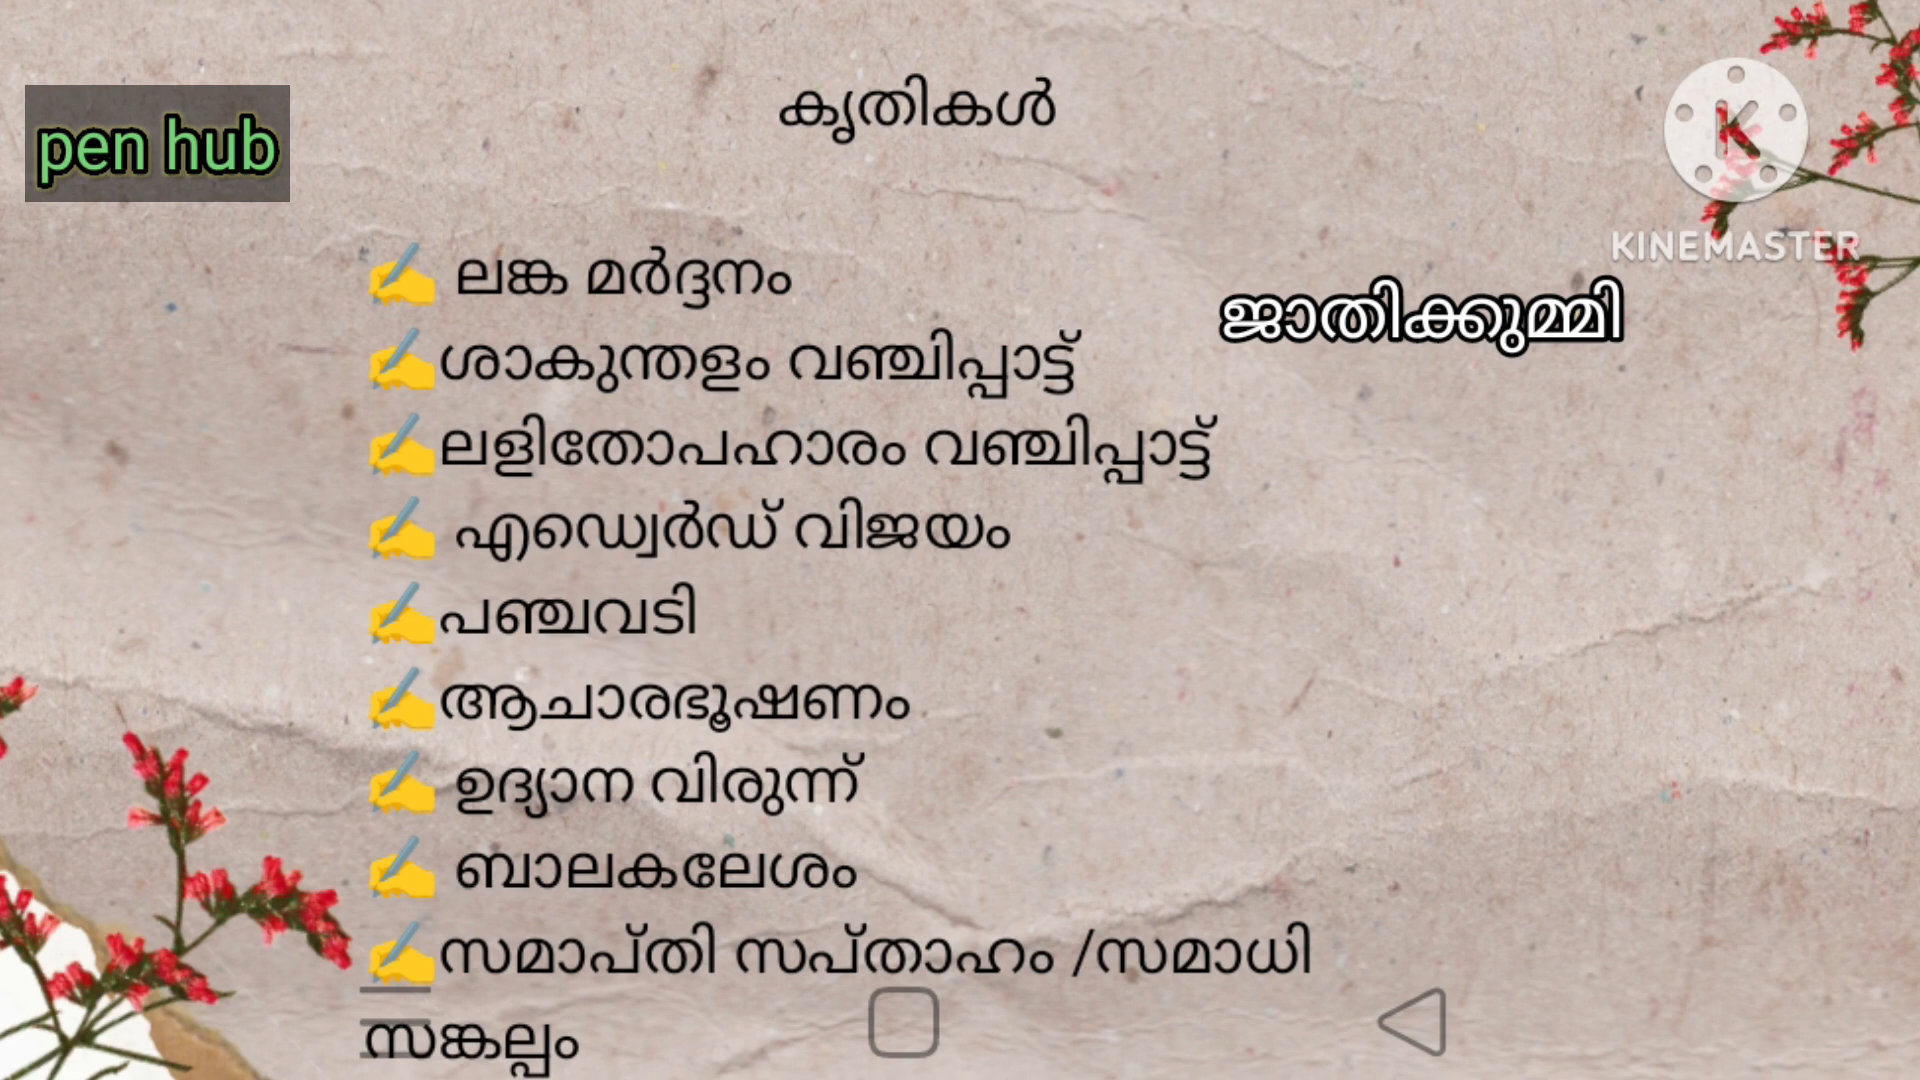 കൃതികൾ
pen hub
KINEMASTER
✍ ലങ്ക മർദ്ദനം
ജാതിക്കുമ്മി
✍ശാകുന്തളം വഞ്ചിപ്പാട്ട്
✍ലളിതോപഹാരം വഞ്ചിപ്പാട്ട്
✍ എഡ്വെർഡ് വിജയം
✍പഞ്ചവടി
✍ആചാരഭൂഷണം
✍ ഉദ്യാന വിരുന്ന്
✍ ബാലകലേശം
✍സമാപ്തി സപ്താഹം /സമാധി
സങ്കല്പം